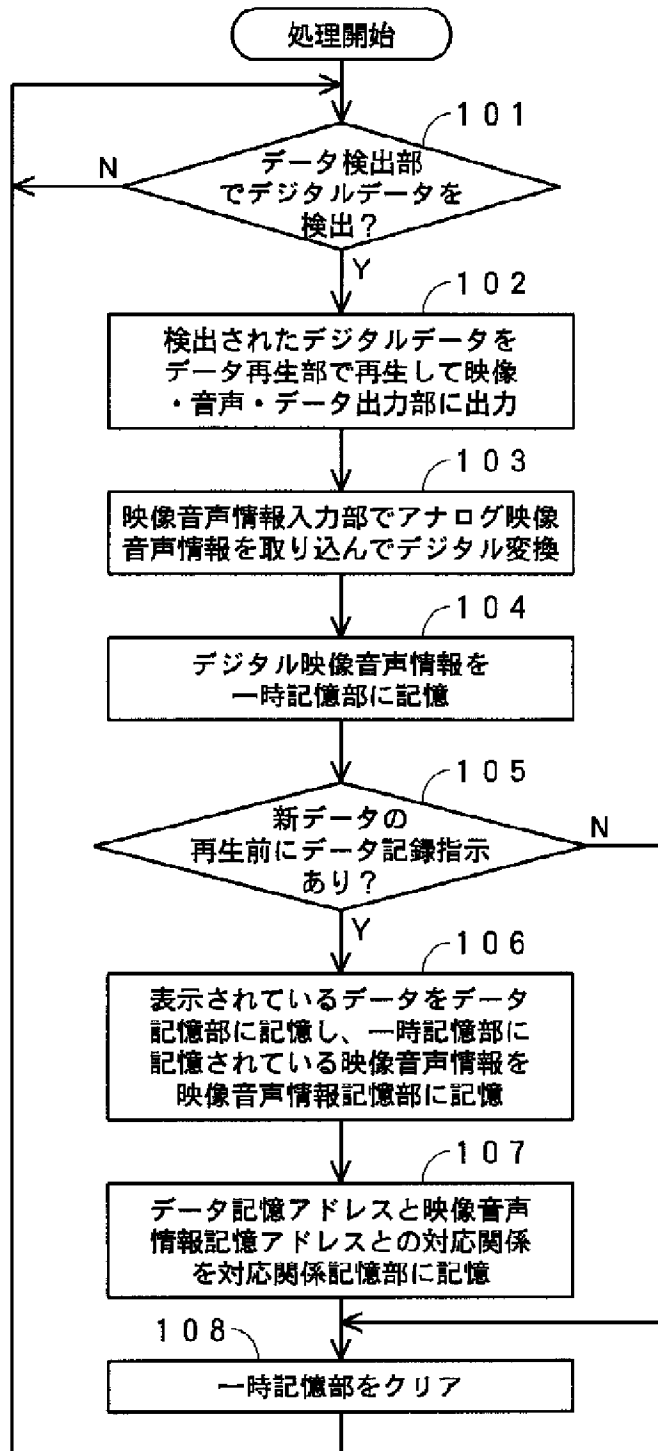 処理開始
101
データ検出部
でデジタルデータを
検出？
N
Y
102
検出されたデジタルデータを
データ再生部で再生して映像
・音声・データ出力部に出力
103
映像音声情報入力部でアナログ映像
音声情報を取り込んでデジタル変換
104
デジタル映像音声情報を
一時記憶部に記憶
105
新データの
再生前にデータ記録指示
あり？
N
Y
106
表示されているデータをデータ
記憶部に記憶し、一時記憶部に
記憶されている映像音声情報を
映像音声情報記憶部に記憶
107
データ記憶アドレスと映像音声
情報記憶アドレスとの対応関係
を対応関係記憶部に記憶
108
一時記憶部をクリア